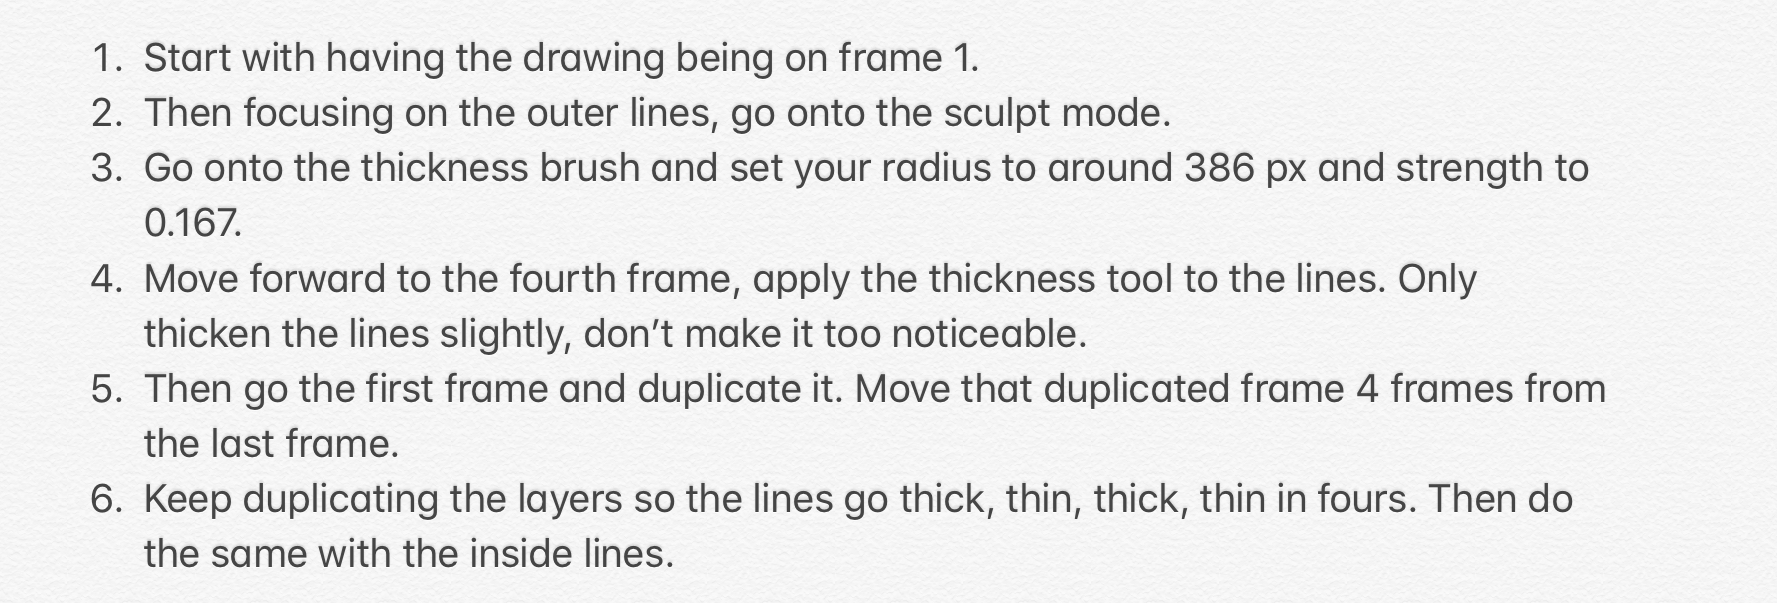 1. Start with having the drawing being on frame 1.
2. Then focusing on the outer lines, go onto the sculpt mode.
3. Go onto the thickness brush and set your radius to around 386 px and strength to
0.167.
4. Move forward to the fourth frame, apply the thickness tool to the lines. Only
thicken the lines slightly, don’t make it too noticeable.
5. Then go the first frame and duplicate it. Move that duplicated frame 4 frames from
the last frame.
6. Keep duplicating the layers so the lines go thick, thin, thick, thin in fours. Then do
the same with the inside lines.